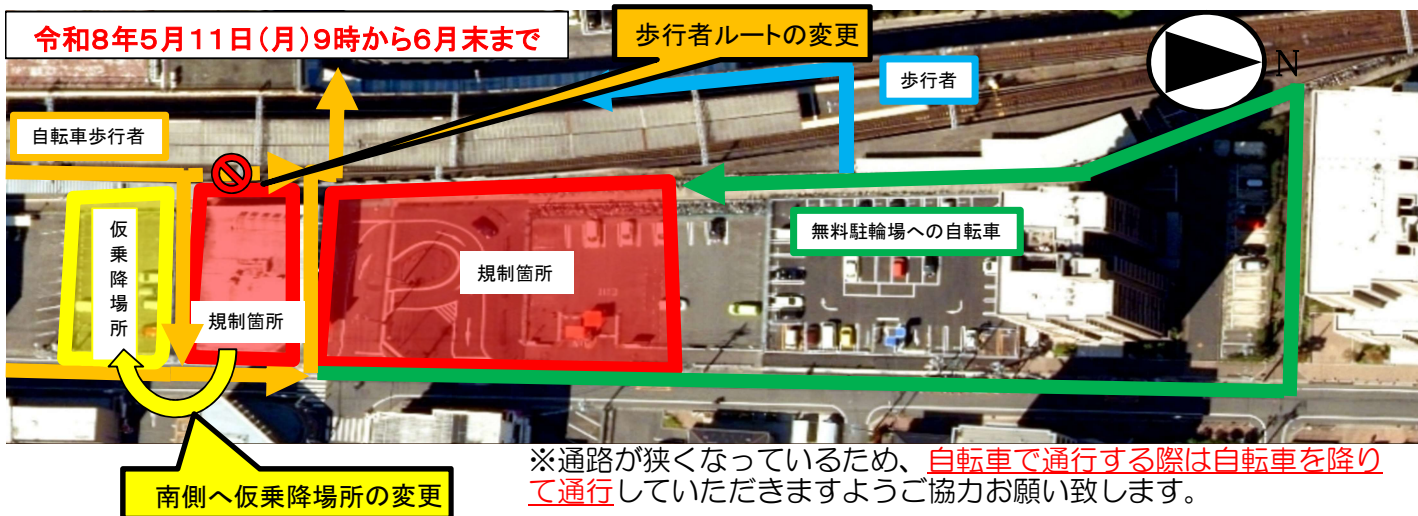 令和8年5月11日(月)9時から6月末まで
歩行者ルートの変更
N
歩行者
自転車歩行者
仮乗降場所
規制箇所
規制箇所
無料駐輪場への自転車
南側へ仮乗降場所の変更
※通路が狭くなっているため、自転車で通行する際は自転車を降り
て通行していただきますようご協力お願い致します。